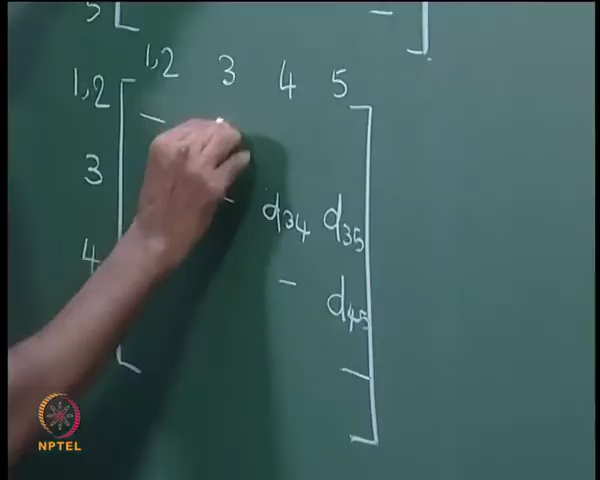 5 –
1,2 3 4 5
1,2 –
3 – d34 d35
4 – d45
–
NPTEL